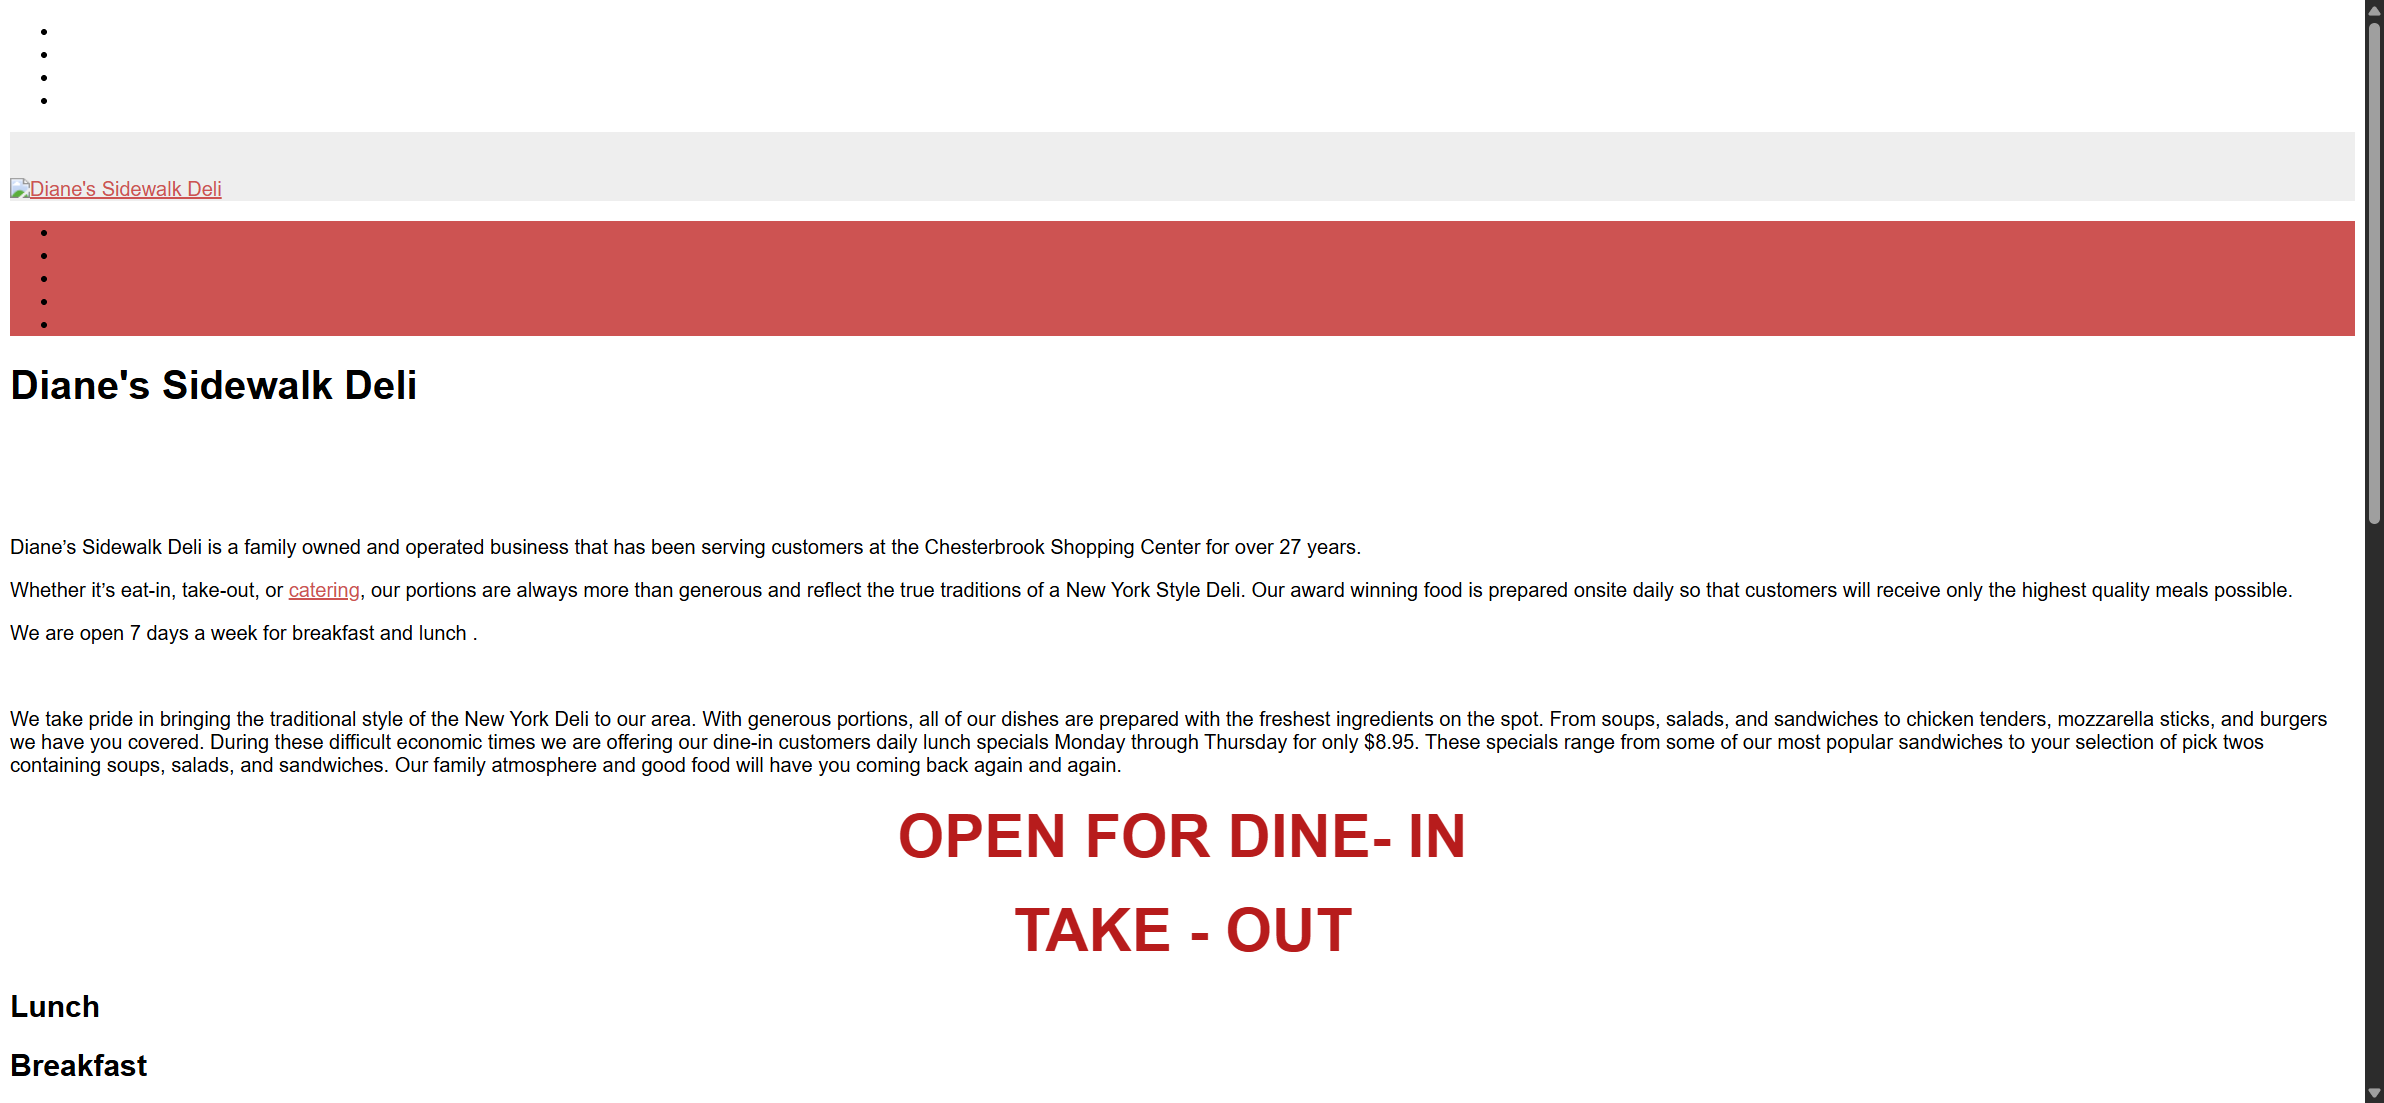 Diane's Sidewalk Deli
Diane's Sidewalk Deli
Diane’s Sidewalk Deli is a family owned and operated business that has been serving customers at the Chesterbrook Shopping Center for over 27 years.
Whether it’s eat-in, take-out, or catering, our portions are always more than generous and reflect the true traditions of a New York Style Deli. Our award winning food is prepared onsite daily so that customers will receive only the highest quality meals possible.
We are open 7 days a week for breakfast and lunch .
We take pride in bringing the traditional style of the New York Deli to our area. With generous portions, all of our dishes are prepared with the freshest ingredients on the spot. From soups, salads, and sandwiches to chicken tenders, mozzarella sticks, and burgers
we have you covered. During these difficult economic times we are offering our dine-in customers daily lunch specials Monday through Thursday for only $8.95. These specials range from some of our most popular sandwiches to your selection of pick twos
containing soups, salads, and sandwiches. Our family atmosphere and good food will have you coming back again and again.
OPEN FOR DINE- IN
TAKE - OUT
Lunch
Breakfast